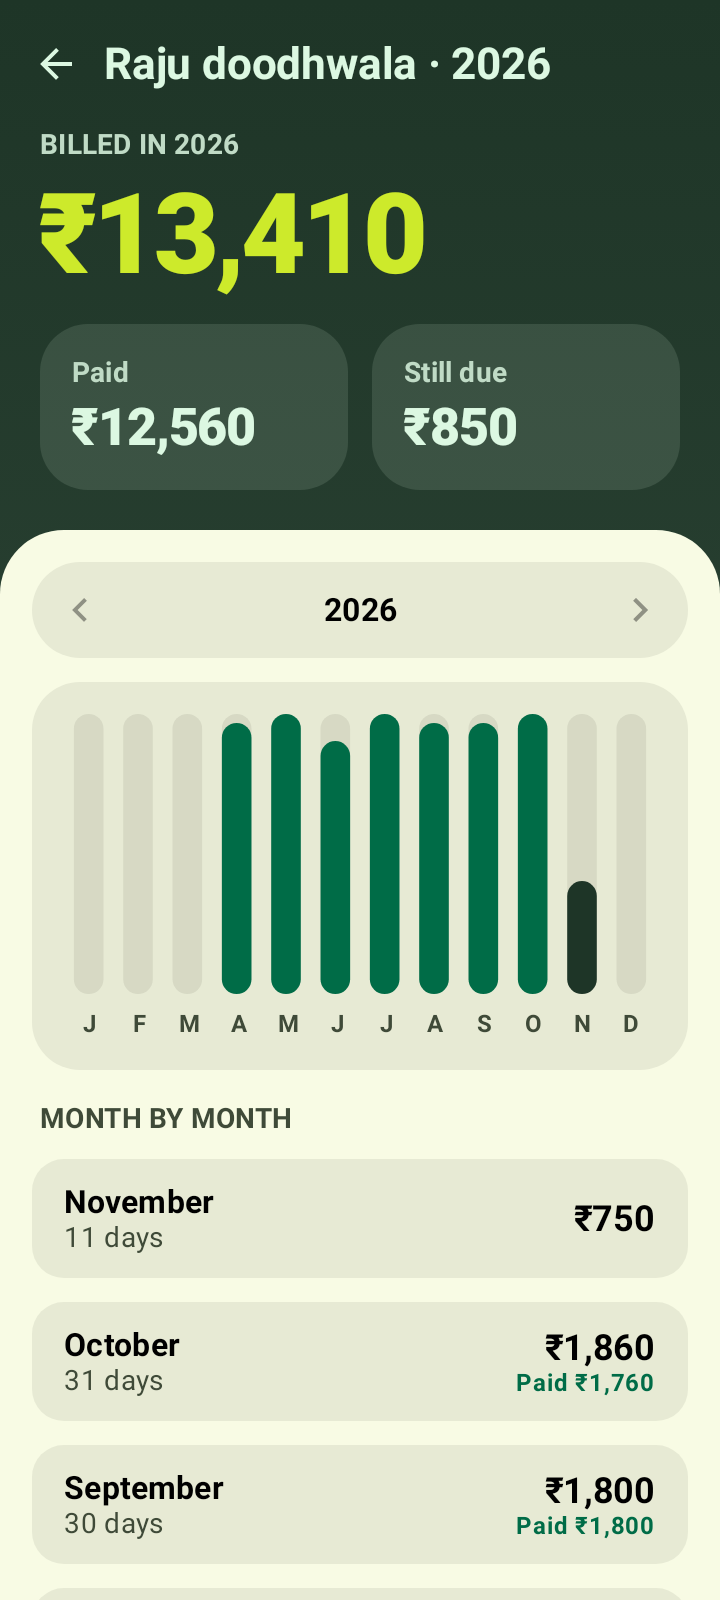 Raju doodhwala · 2026
BILLED IN 2026
₹13,410
Paid
₹12,560
Still due
₹850
2026
J F M A M J J A S O N D
MONTH BY MONTH
November
11 days
₹750
October
31 days
₹1,860
Paid ₹1,760
September
30 days
₹1,800
Paid ₹1,800